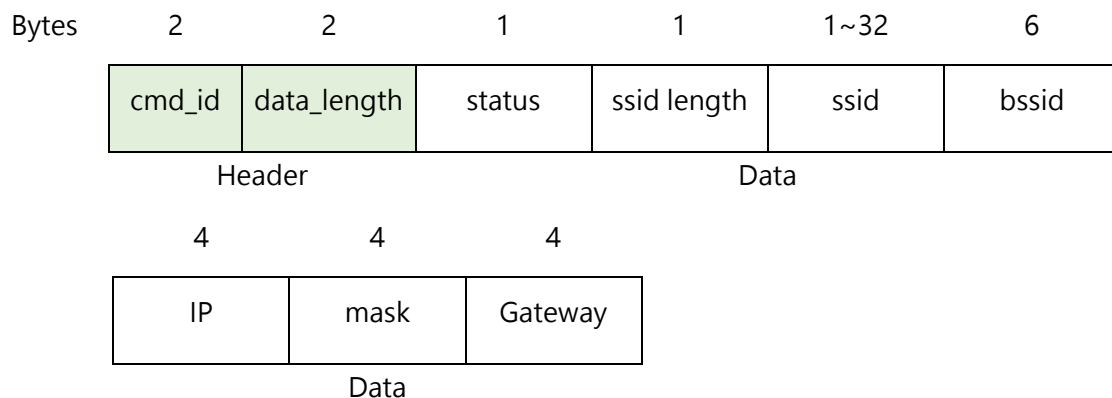 Bytes 2 2 1 1 1~32 6
cmd_id data_length status ssid length ssid bssid
Header Data
4 4 4
IP mask Gateway
Data